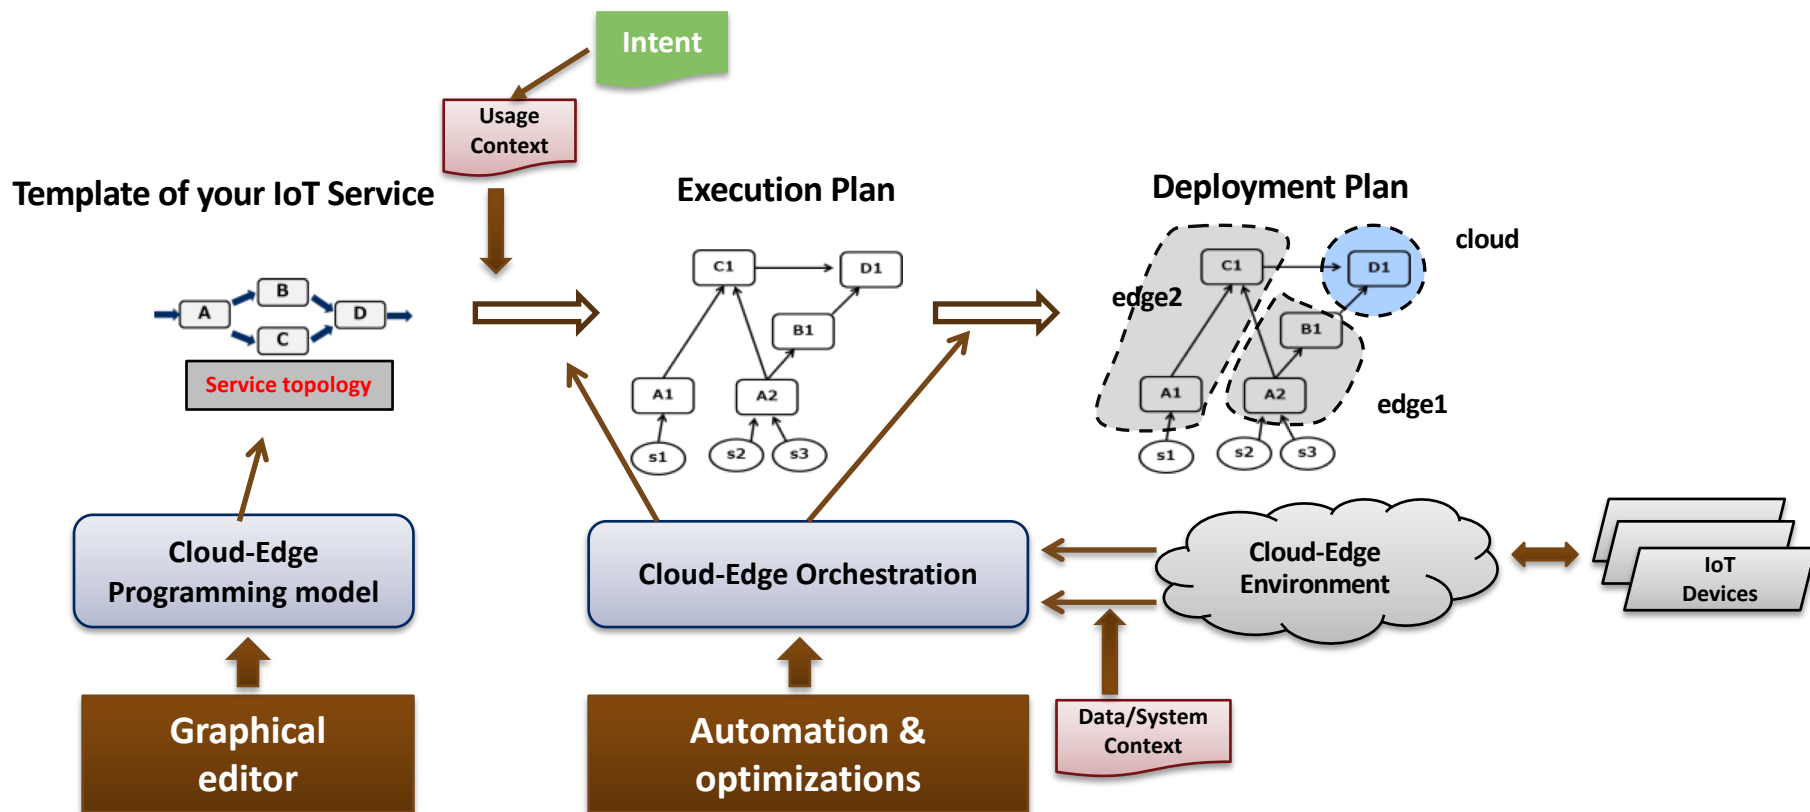 Intent
Usage
Context
Template of your IoT Service
Execution Plan
Deployment Plan
A
B
C
D
Service topology
C1
D1
B1
A1
A2
s1
s2
s3
cloud
edge2
C1
D1
B1
A1
A2
edge1
s1
s2
s3
Cloud-Edge
Programming model
Cloud-Edge Orchestration
Cloud-Edge
Environment
IoT
Devices
Graphical
editor
Automation &
optimizations
Data/System
Context